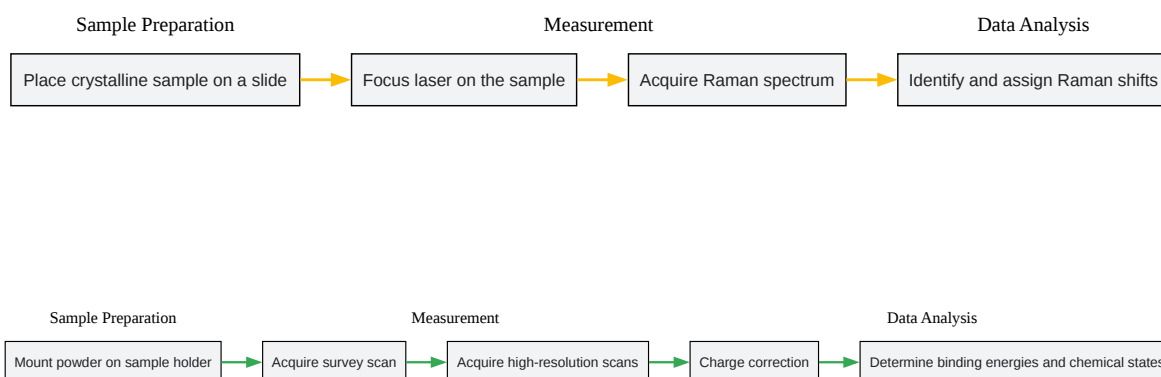 Sample Preparation
Measurement
Data Analysis
Place crystalline sample on a slide
Focus laser on the sample
Acquire Raman spectrum
Identify and assign Raman shifts
Sample Preparation
Measurement
Data Analysis
Mount powder on sample holder
Acquire survey scan
Acquire high-resolution scans
Charge correction
Determine binding energies and chemical states